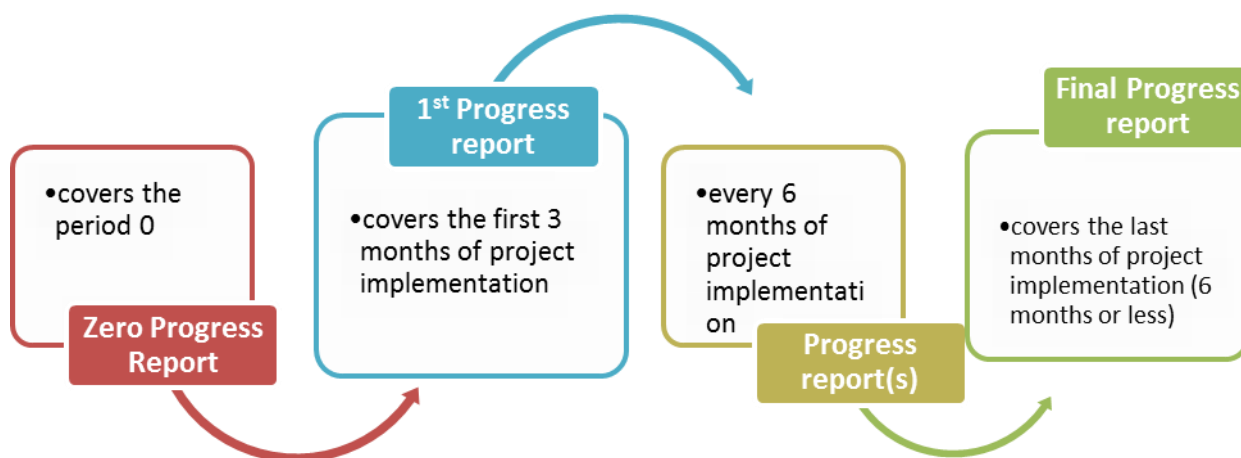 •covers the
period 0
Zero Progress
Report
1st Progress
report
•covers the first 3
months of project
implementation
•every 6
months of
project
implementati
on
Progress
report(s)
Final Progress
report
•covers the last
months of project
implementation (6
months or less)